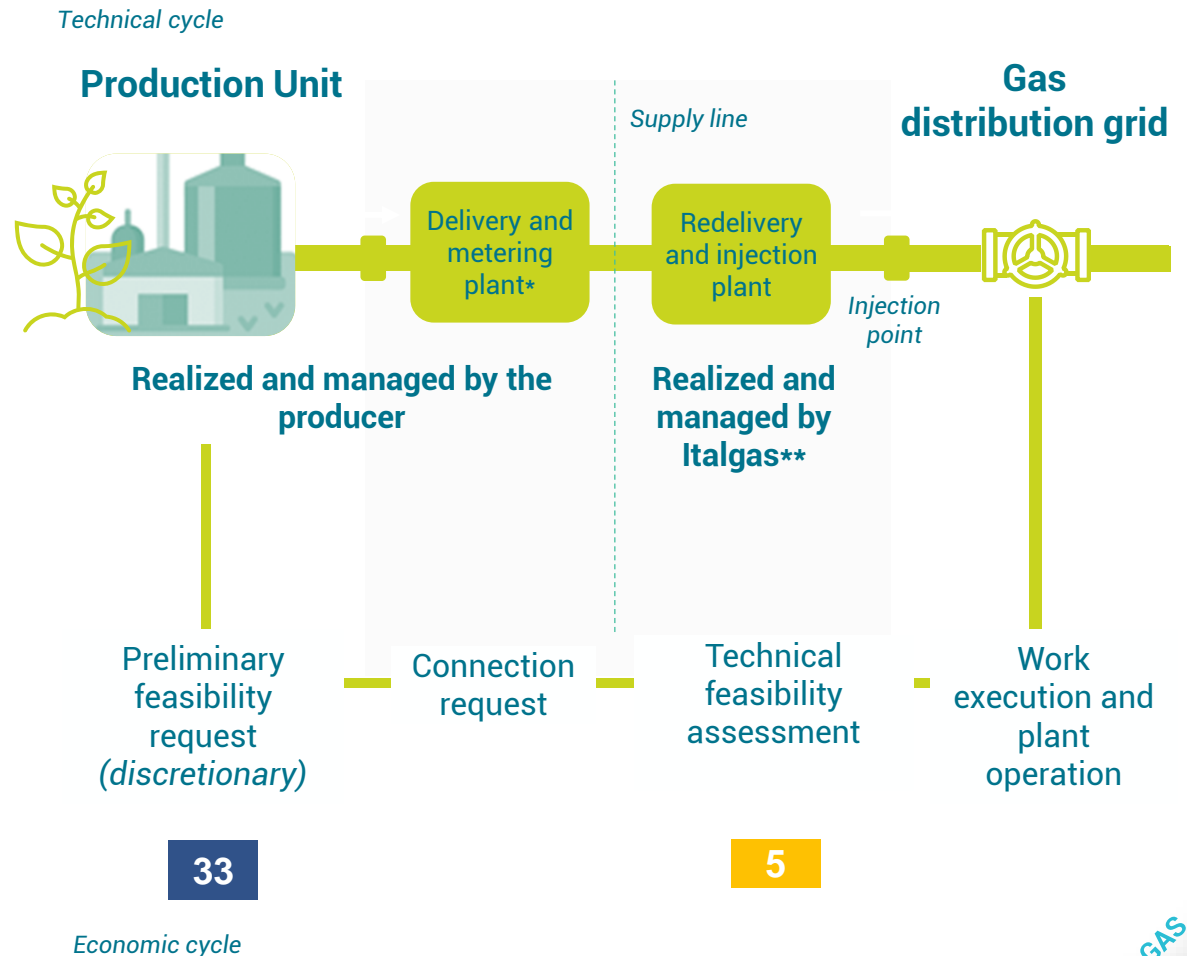 Technical cycle
Production Unit
Gas
distribution grid
Supply line
Delivery and
metering
plant*
Redelivery
and injection
plant
Injection
point
Realized and managed by the
producer
Realized and
managed by
Italgas**
Preliminary
feasibility
request
(discretionary)
Connection
request
Technical
feasibility
assessment
Work
execution and
plant
operation
33
5
Economic cycle
GAS